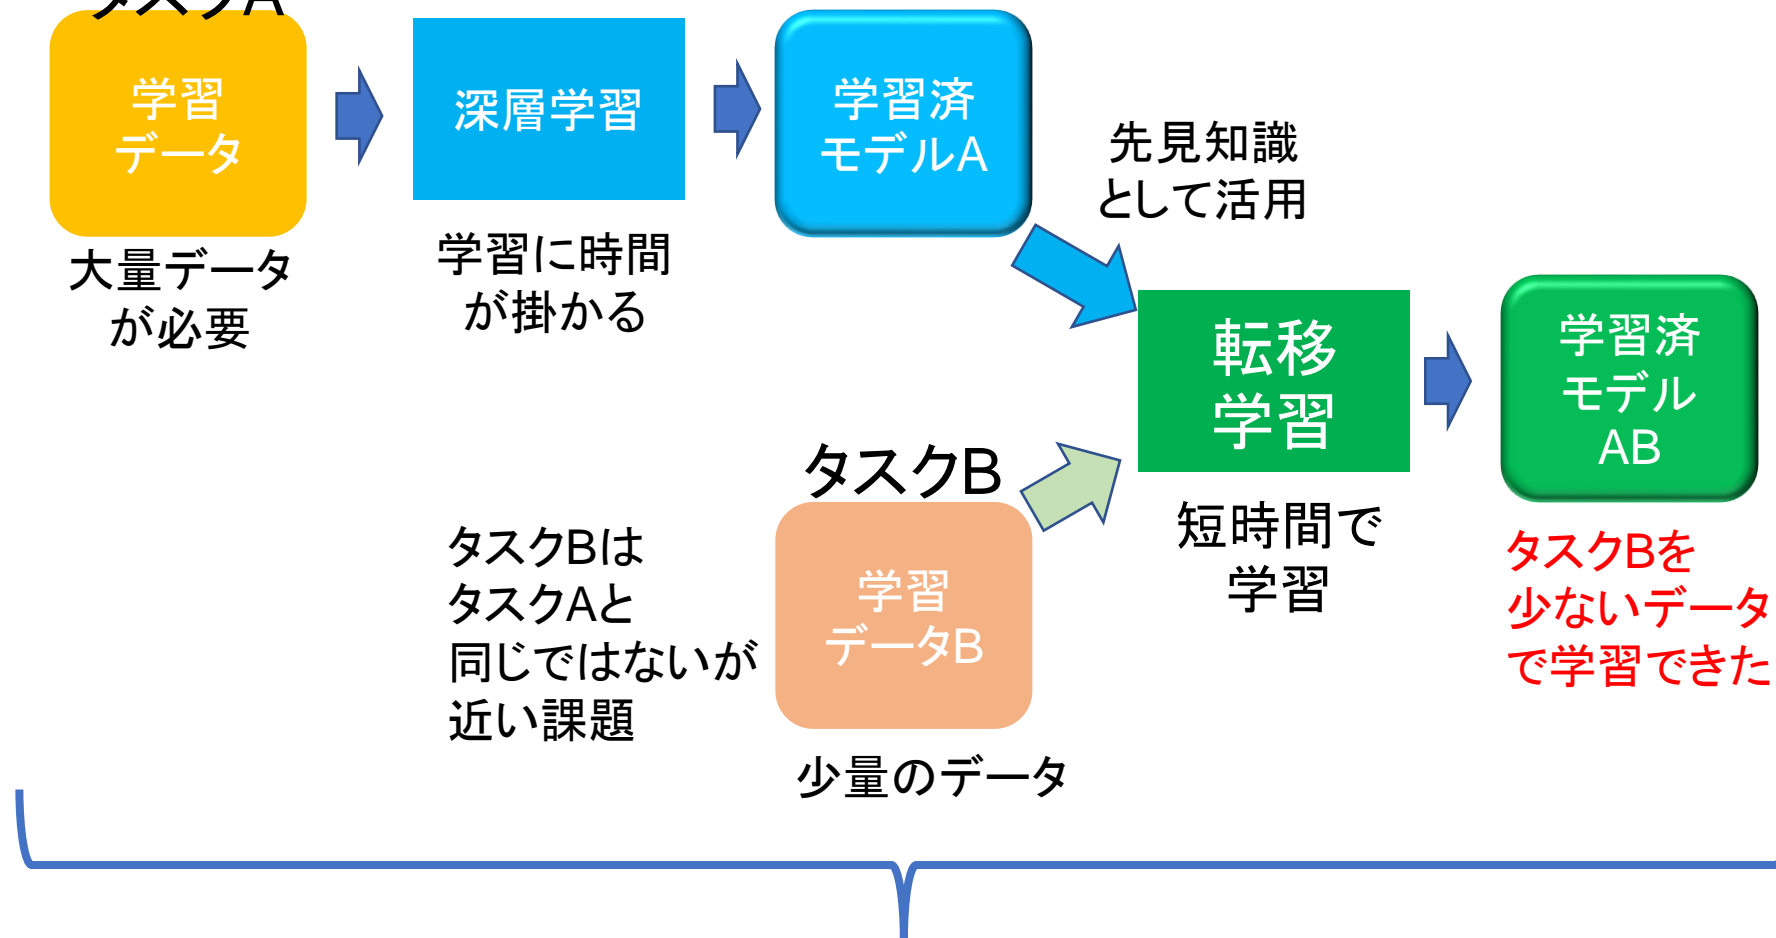 タスクA
学習
データ
大量データ
が必要
深層学習
学習に時間
が掛かる
学習済
モデルA
先見知識
として活用
転移
学習
短時間で
学習
学習済
モデル
AB
タスクBを
少ないデータ
で学習できた
タスクB
学習
データB
少量のデータ
タスクBは
タスクAと
同じではないが
近い課題